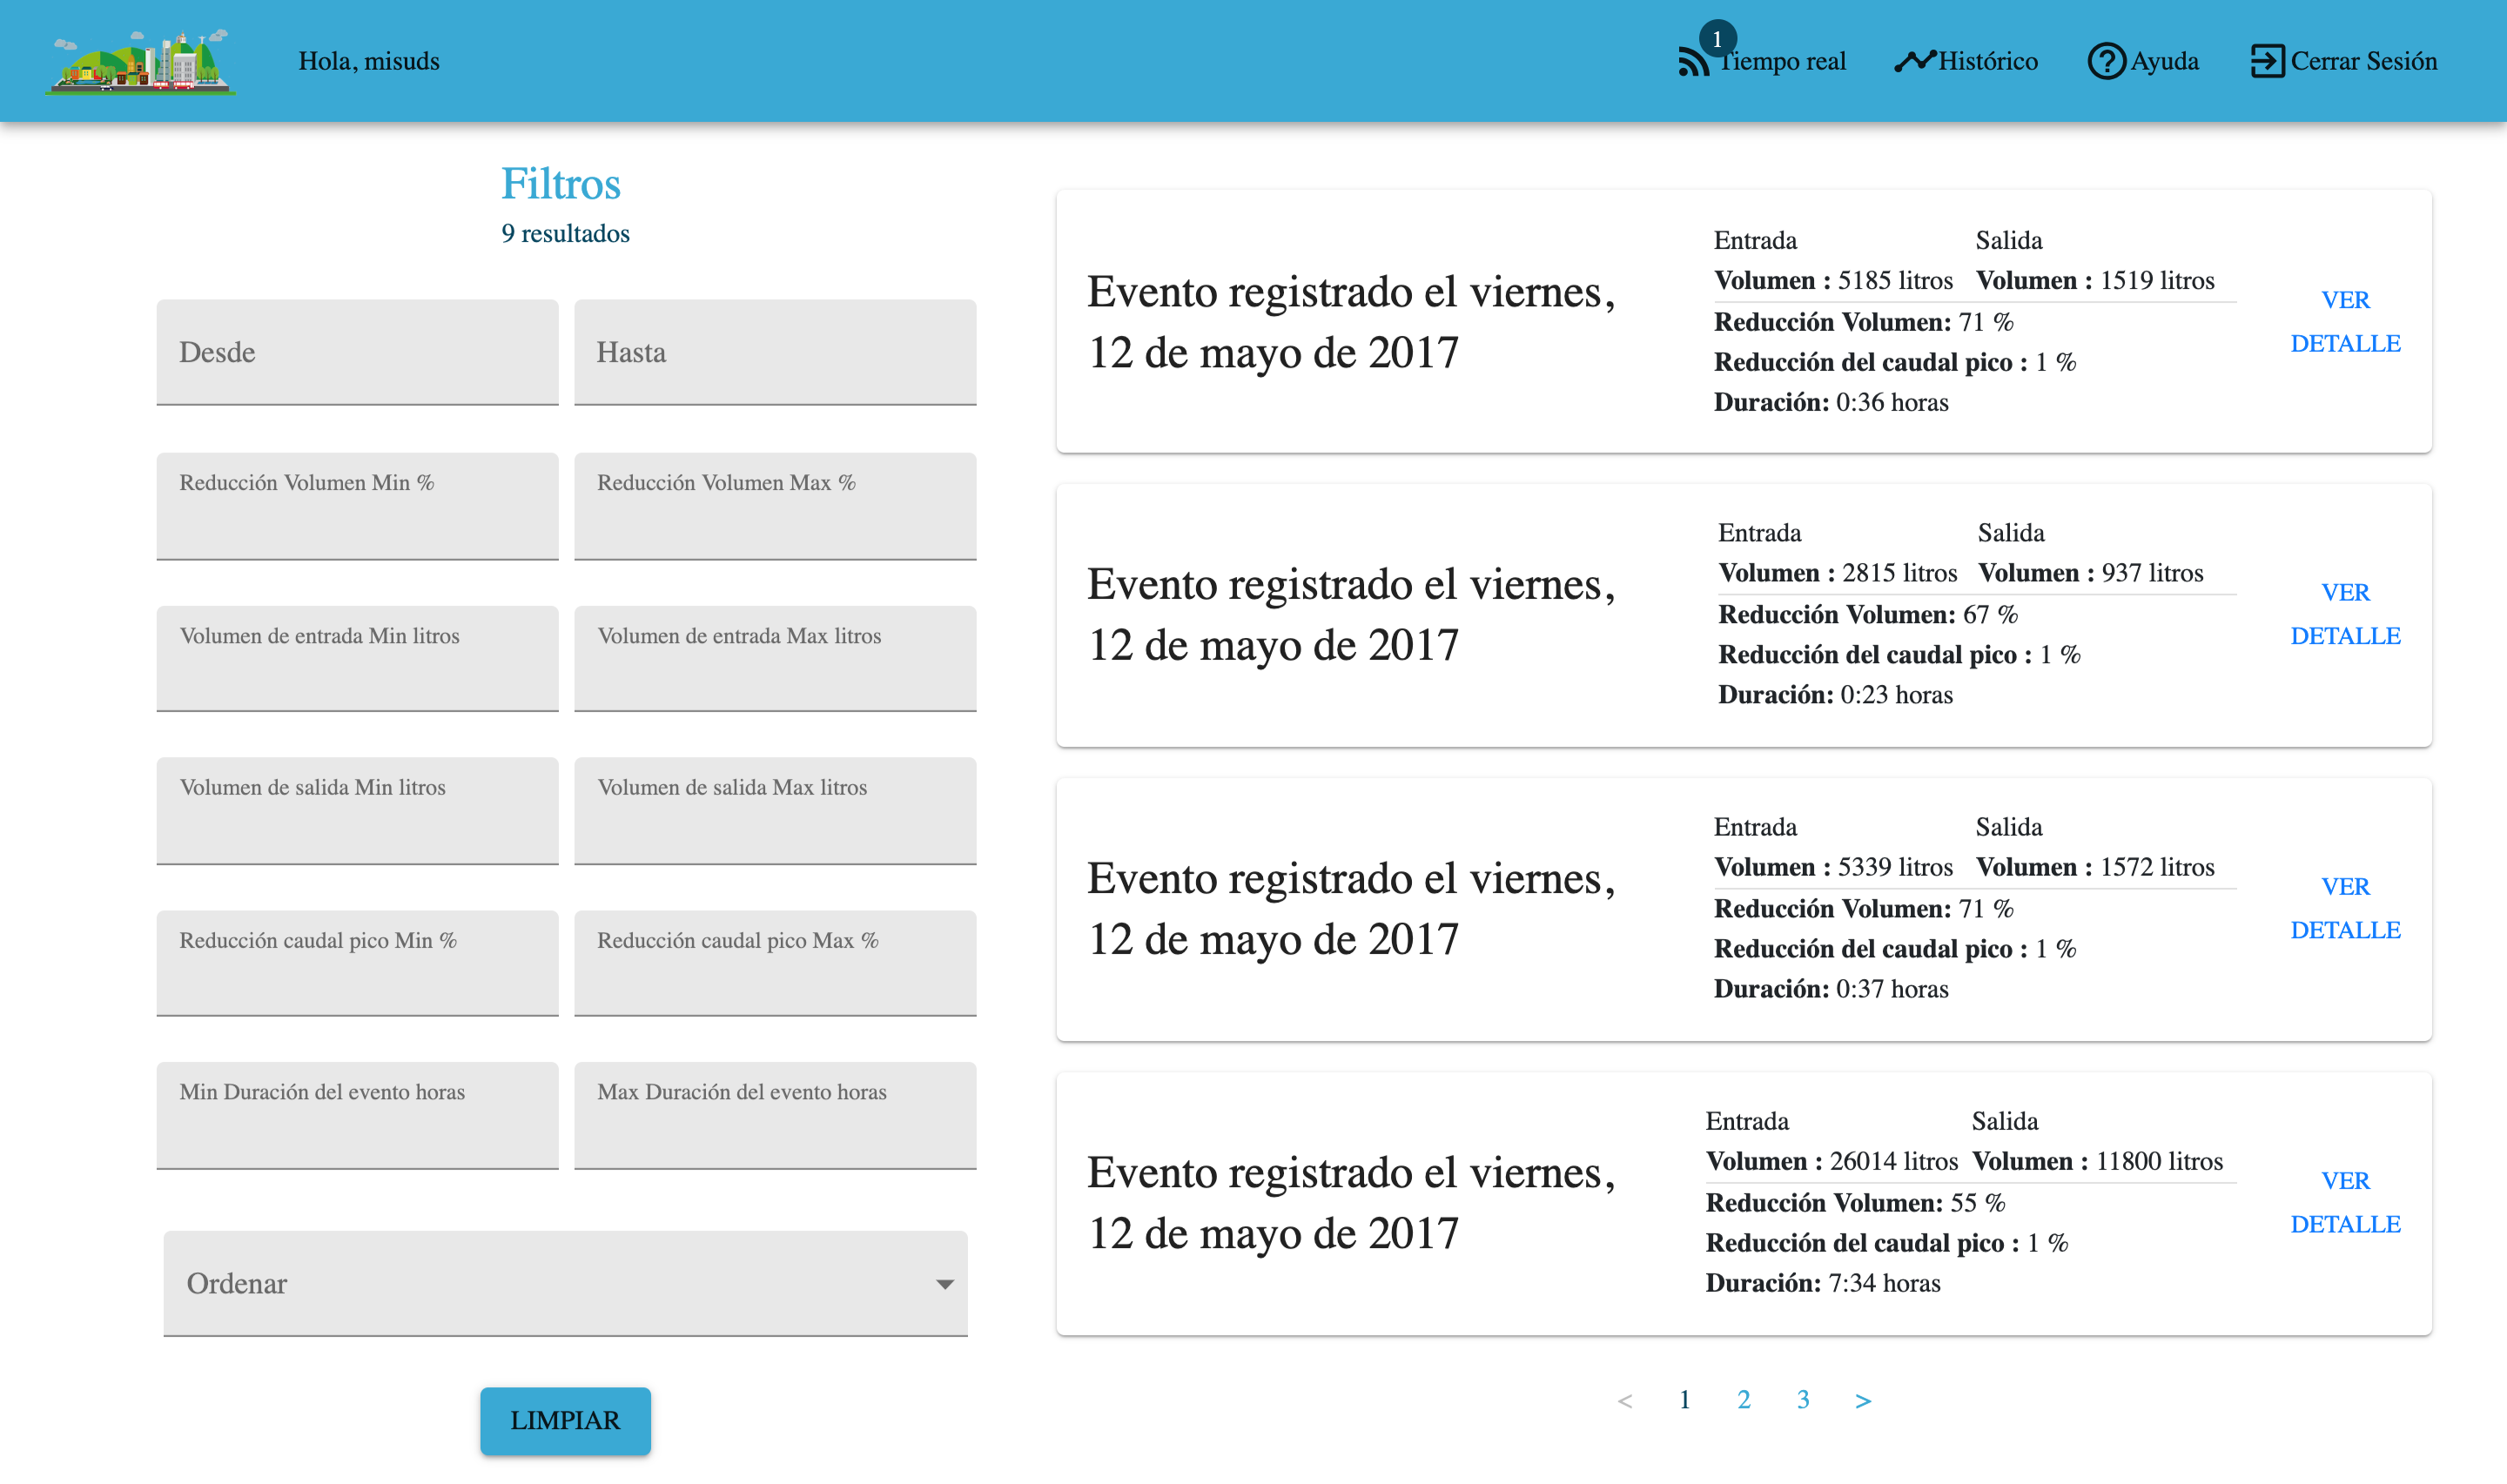 Hola, misuds
1
Tiempo real
Histórico
Ayuda
Cerrar Sesión
Filtros
9 resultados
Desde
Hasta
Reducción Volumen Min %
Reducción Volumen Max %
Volumen de entrada Min litros
Volumen de entrada Max litros
Volumen de salida Min litros
Volumen de salida Max litros
Reducción caudal pico Min %
Reducción caudal pico Max %
Min Duración del evento horas
Max Duración del evento horas
Ordenar
LIMPIAR
Evento registrado el viernes,
12 de mayo de 2017
Entrada
Salida
Volumen : 5185 litros
Volumen : 1519 litros
Reducción Volumen: 71 %
Reducción del caudal pico : 1 %
Duración: 0:36 horas
VER
DETALLE
Evento registrado el viernes,
12 de mayo de 2017
Entrada
Salida
Volumen : 2815 litros
Volumen : 937 litros
Reducción Volumen: 67 %
Reducción del caudal pico : 1 %
Duración: 0:23 horas
VER
DETALLE
Evento registrado el viernes,
12 de mayo de 2017
Entrada
Salida
Volumen : 5339 litros
Volumen : 1572 litros
Reducción Volumen: 71 %
Reducción del caudal pico : 1 %
Duración: 0:37 horas
VER
DETALLE
Evento registrado el viernes,
12 de mayo de 2017
Entrada
Salida
Volumen : 26014 litros
Volumen : 11800 litros
Reducción Volumen: 55 %
Reducción del caudal pico : 1 %
Duración: 7:34 horas
VER
DETALLE
< 1 2 3 >